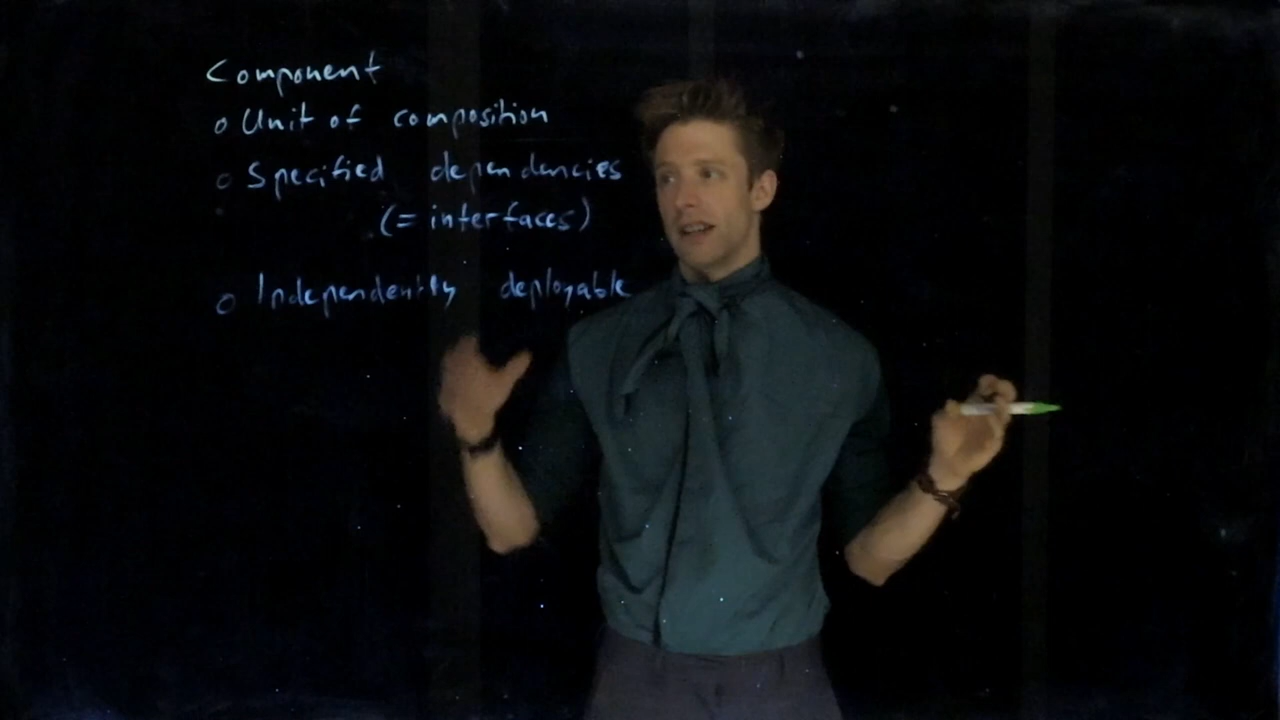 Component
o Unit of composition
o Specified dependencies
(= interfaces)
o Independently deployable